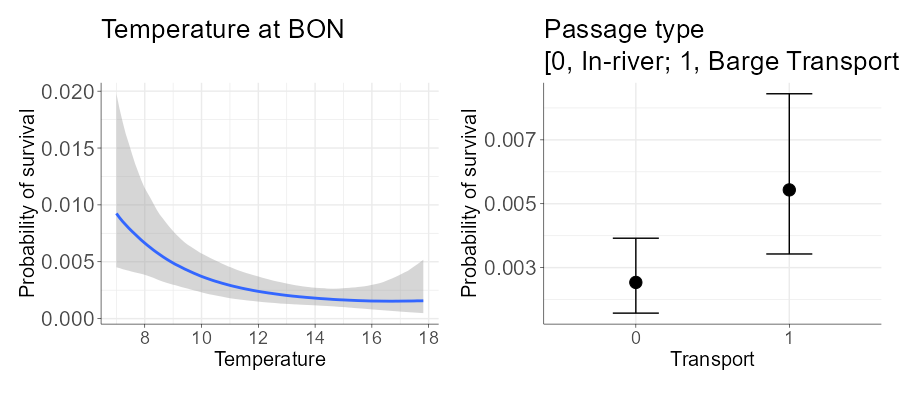 Temperature at BON
Probability of survival
0.020
0.015
0.010
0.005
0.000
8 10 12 14 16 18
Temperature
Passage type
[0, In-river; 1, Barge Transport
Probability of survival
0.007
0.005
0.003
0 1
Transport